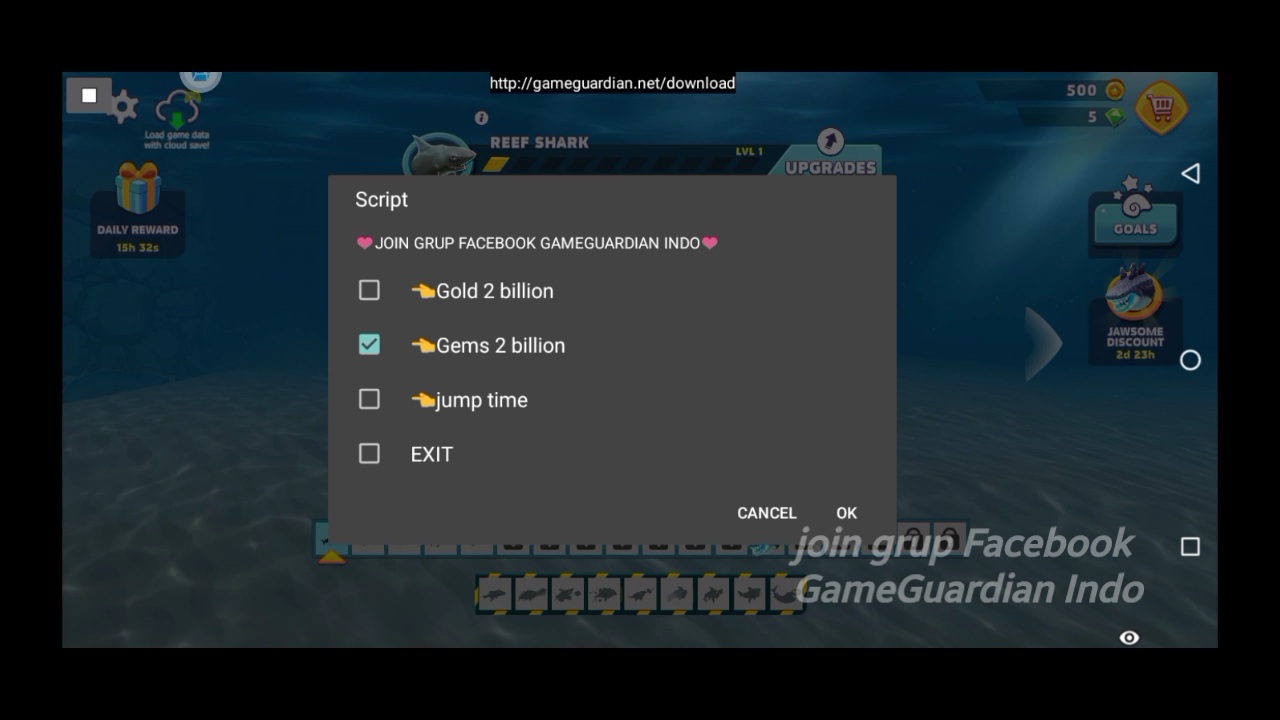 http://gameguardian.net/download
500
5
Load game data
with cloud save!
REEF SHARK
LVL 1
UPGRADES
DAILY REWARD
15h 32s
GOALS
JAWSOME
DISCOUNT
2d 23h
Script
JOIN GRUP FACEBOOK GAMEGUARDIAN INDO
Gold 2 billion
Gems 2 billion
jump time
EXIT
CANCEL
OK
join grup Facebook
GameGuardian Indo